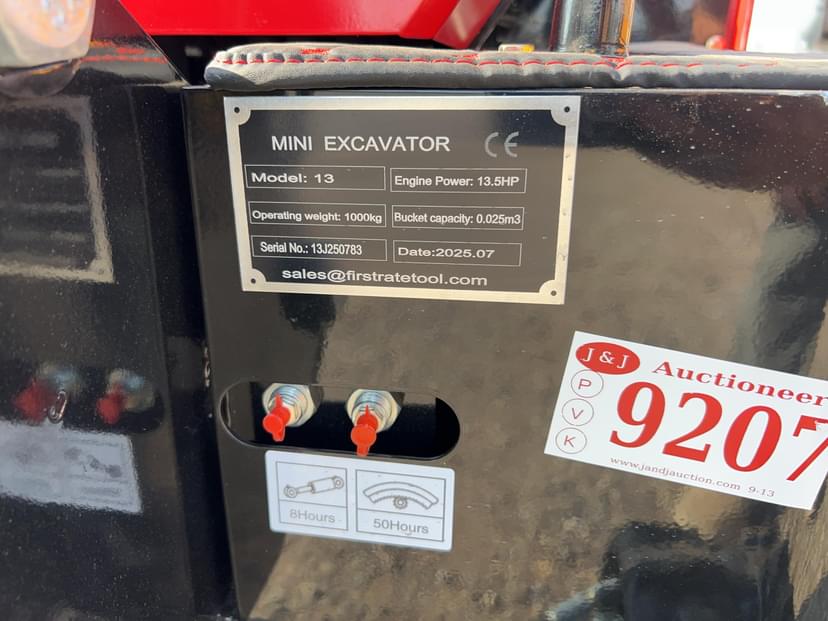 MINI EXCAVATOR CE
Model: 13
Engine Power: 13.5HP
Operating weight: 1000kg
Bucket capacity: 0.025m3
Serial No.: 13J250783
Date:2025.07
sales@firstratetool.com
J & J Auctioneer
P
V
K
9207
www.jandjauction.com 9-13
8Hours
50Hours